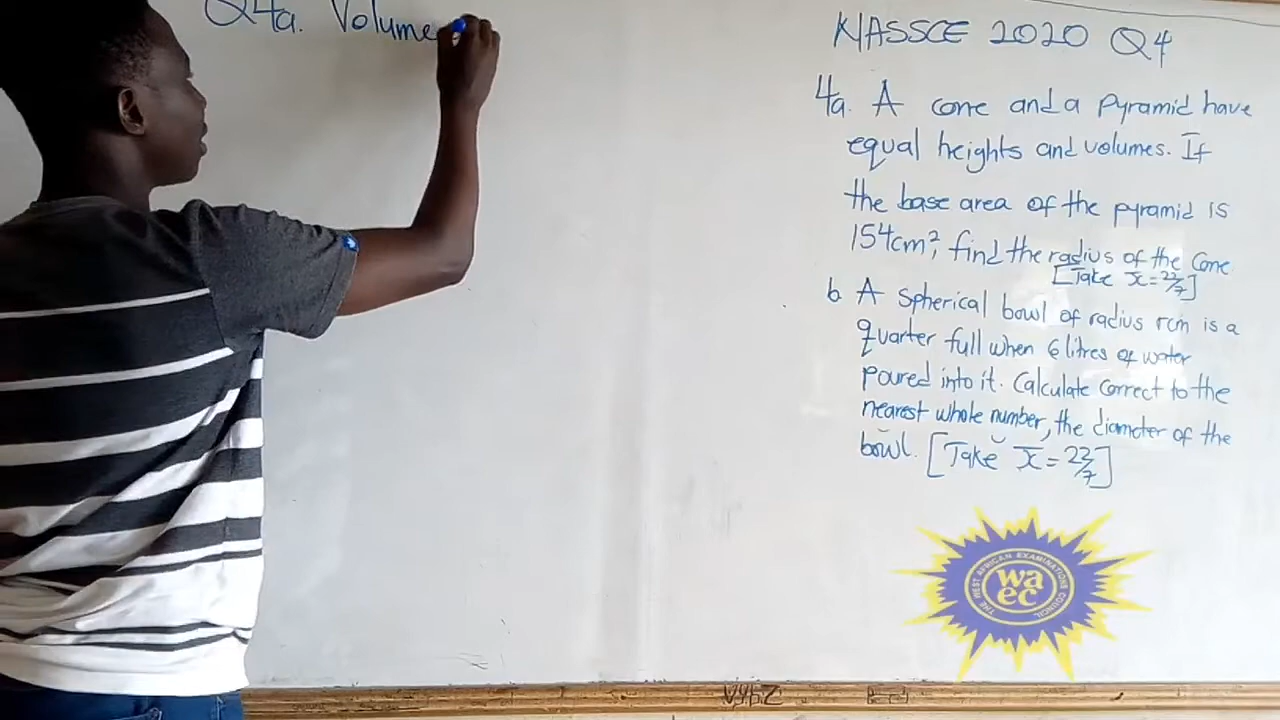 Q4a. Volume
WASSCE 2020 Q4
4a. A cone and a pyramid have
equal heights and volumes. If
the base area of the pyramid is
154cm², find the radius of the Cone
[Take π=22/7]
b. A spherical bowl of radius rcm is a
quarter full when 6 litres of water
poured into it. Calculate correct to the
nearest whole number, the diameter of the
bowl. [Take π=22/7]
THE WEST AFRICAN EXAMINATIONS COUNCIL
wa
ec